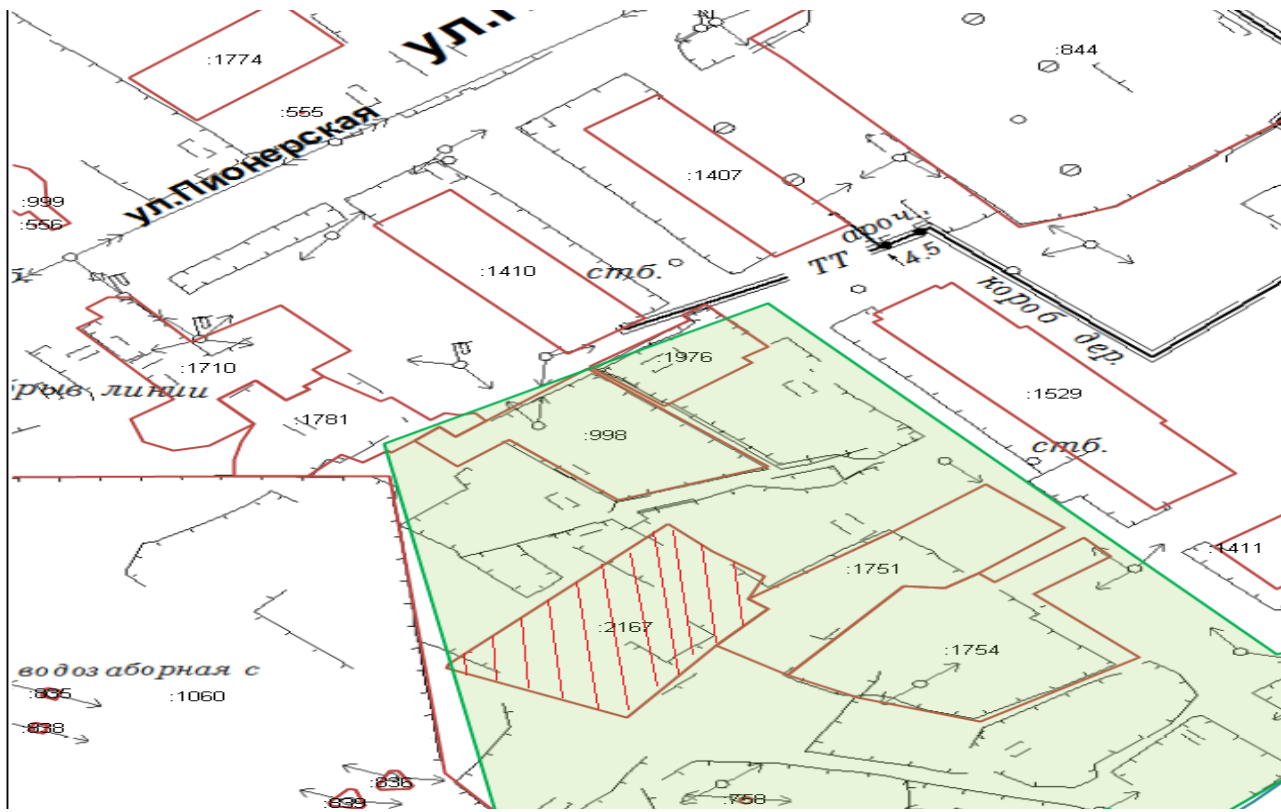 ул.П
:1774
:844
:555
ул.Пионерская
:1407
:999
:556
ароч.
ТТ
4.5
:1410
стб.
короб дер.
:1976
:1710
рыв линии
:1529
:1781
:998
стб.
:1411
:1751
:2167
:1754
водозаборная с
:835
:1060
:838
:836
:839
:758